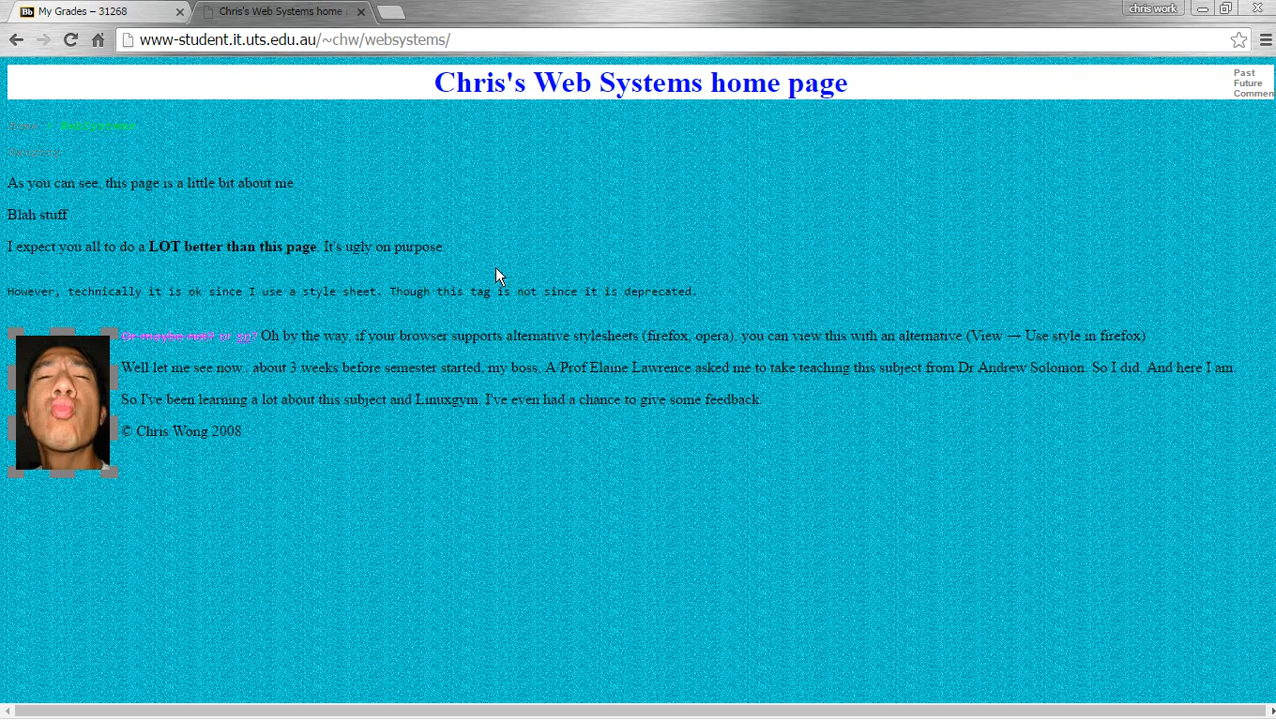 My Grades – 31268
Chris's Web Systems home
chris work
www-student.it.uts.edu.au/~chw/websystems/
Chris's Web Systems home page
Past
Future
Commen
WebSystems
As you can see, this page is a little bit about me
Blah stuff
I expect you all to do a LOT better than this page. It's ugly on purpose.
However, technically it is ok since I use a style sheet. Though this tag is not since it is deprecated.
Or maybe not? or go? Oh by the way, if your browser supports alternative stylesheets (firefox, opera), you can view this with an alternative (View → Use style in firefox)
Well let me see now.. about 3 weeks before semester started, my boss, A/Prof Elaine Lawrence asked me to take teaching this subject from Dr Andrew Solomon. So I did. And here I am.
So I've been learning a lot about this subject and Linuxgym. I've even had a chance to give some feedback.
© Chris Wong 2008